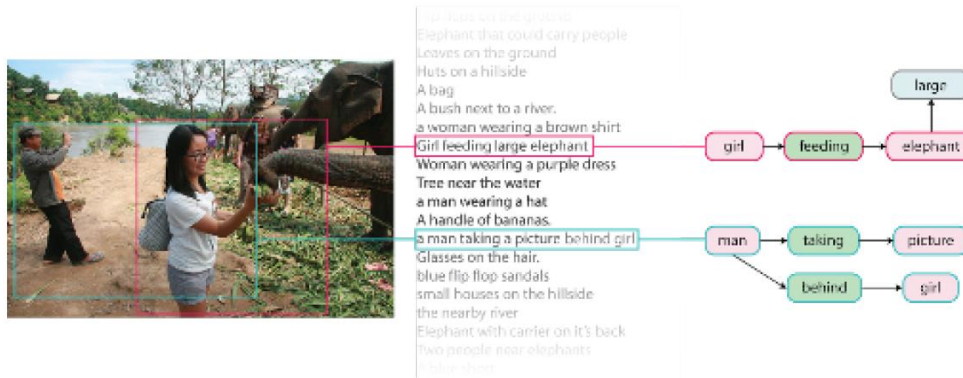 Elephant that could carry people
Leaves on the ground
Huts on a hillside
A bag
A bush next to a river.
a woman wearing a brown shirt
Girl feeding large elephant
Woman wearing a purple dress
Tree near the water
a man wearing a hat
A handle of bananas.
a man taking a picture behind girl
Glasses on the hair.
blue flip flop sandals
small houses on the hillside
the nearby river
Elephant with carrier on it's back
Two people near elephants
large
girl feeding elephant
man taking picture
behind girl